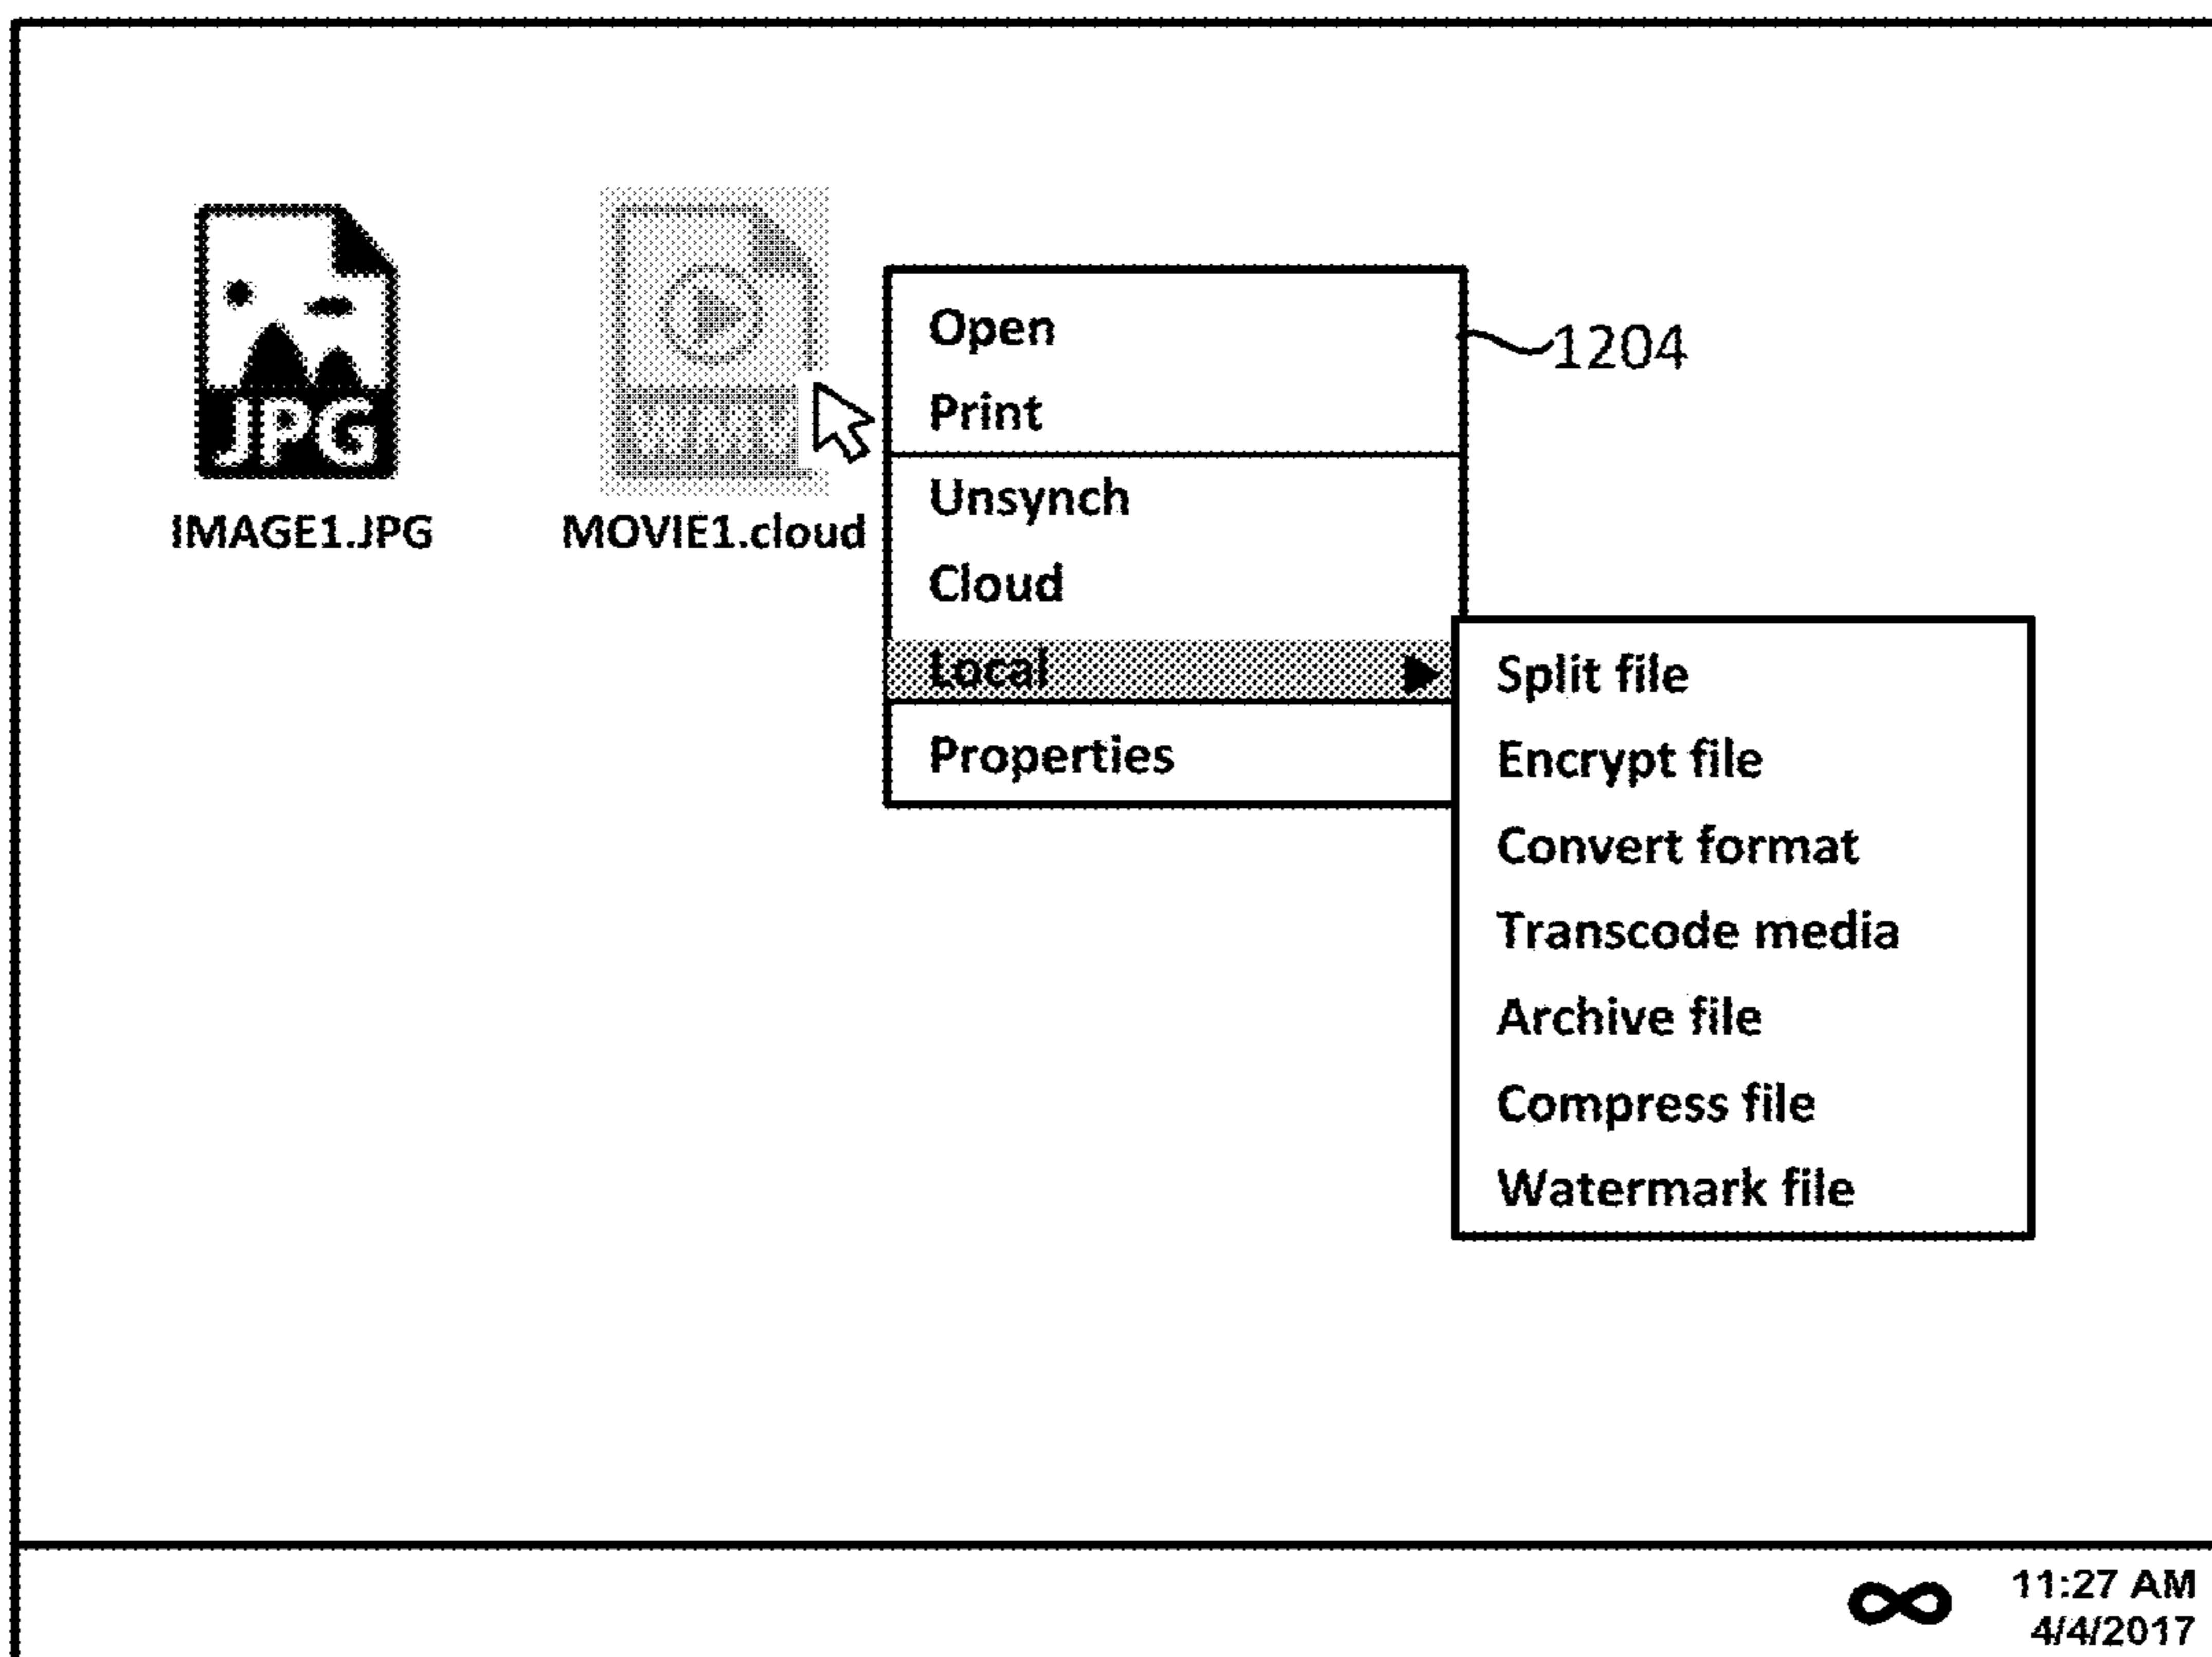 JPG
IMAGE1.JPG
MOVIE1.cloud
Open
Print
Unsynch
Cloud
Local
Properties
1204
Split file
Encrypt file
Convert format
Transcode media
Archive file
Compress file
Watermark file
11:27 AM
4/4/2017